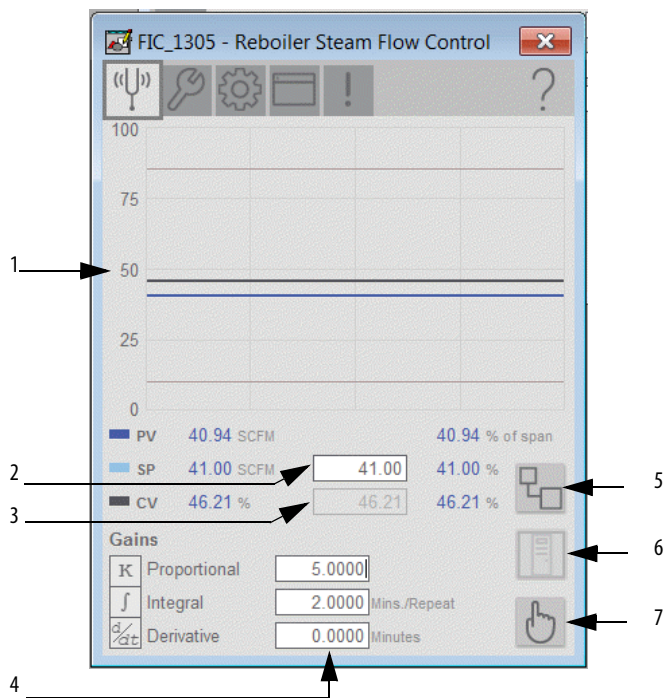 FIC_1305 - Reboiler Steam Flow Control
100
75
1
50
25
0
PV 40.94 SCFM 40.94 % of span
2 SP 41.00 SCFM 41.00 41.00 % 5
3 CV 46.21 % 46.21 46.21 %
Gains
6
K Proportional 5.0000
∫ Integral 2.0000 Mins./Repeat
7
d/dt Derivative 0.0000 Minutes
4